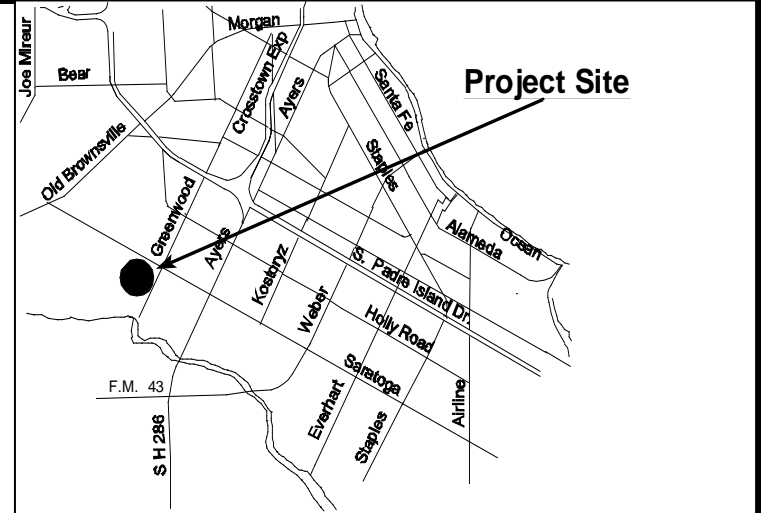 Morgan
Joe Mireur
Bear
Crosstown Exp
Ayers
Santa Fe
Project Site
Old Brownsville
Staples
Greenwood
Ayers
Kostoryz
Weber
Alameda
Ocean
S. Padre Island Dr.
Holly Road
Saratoga
F.M. 43
S H 286
Everhart
Staples
Airline